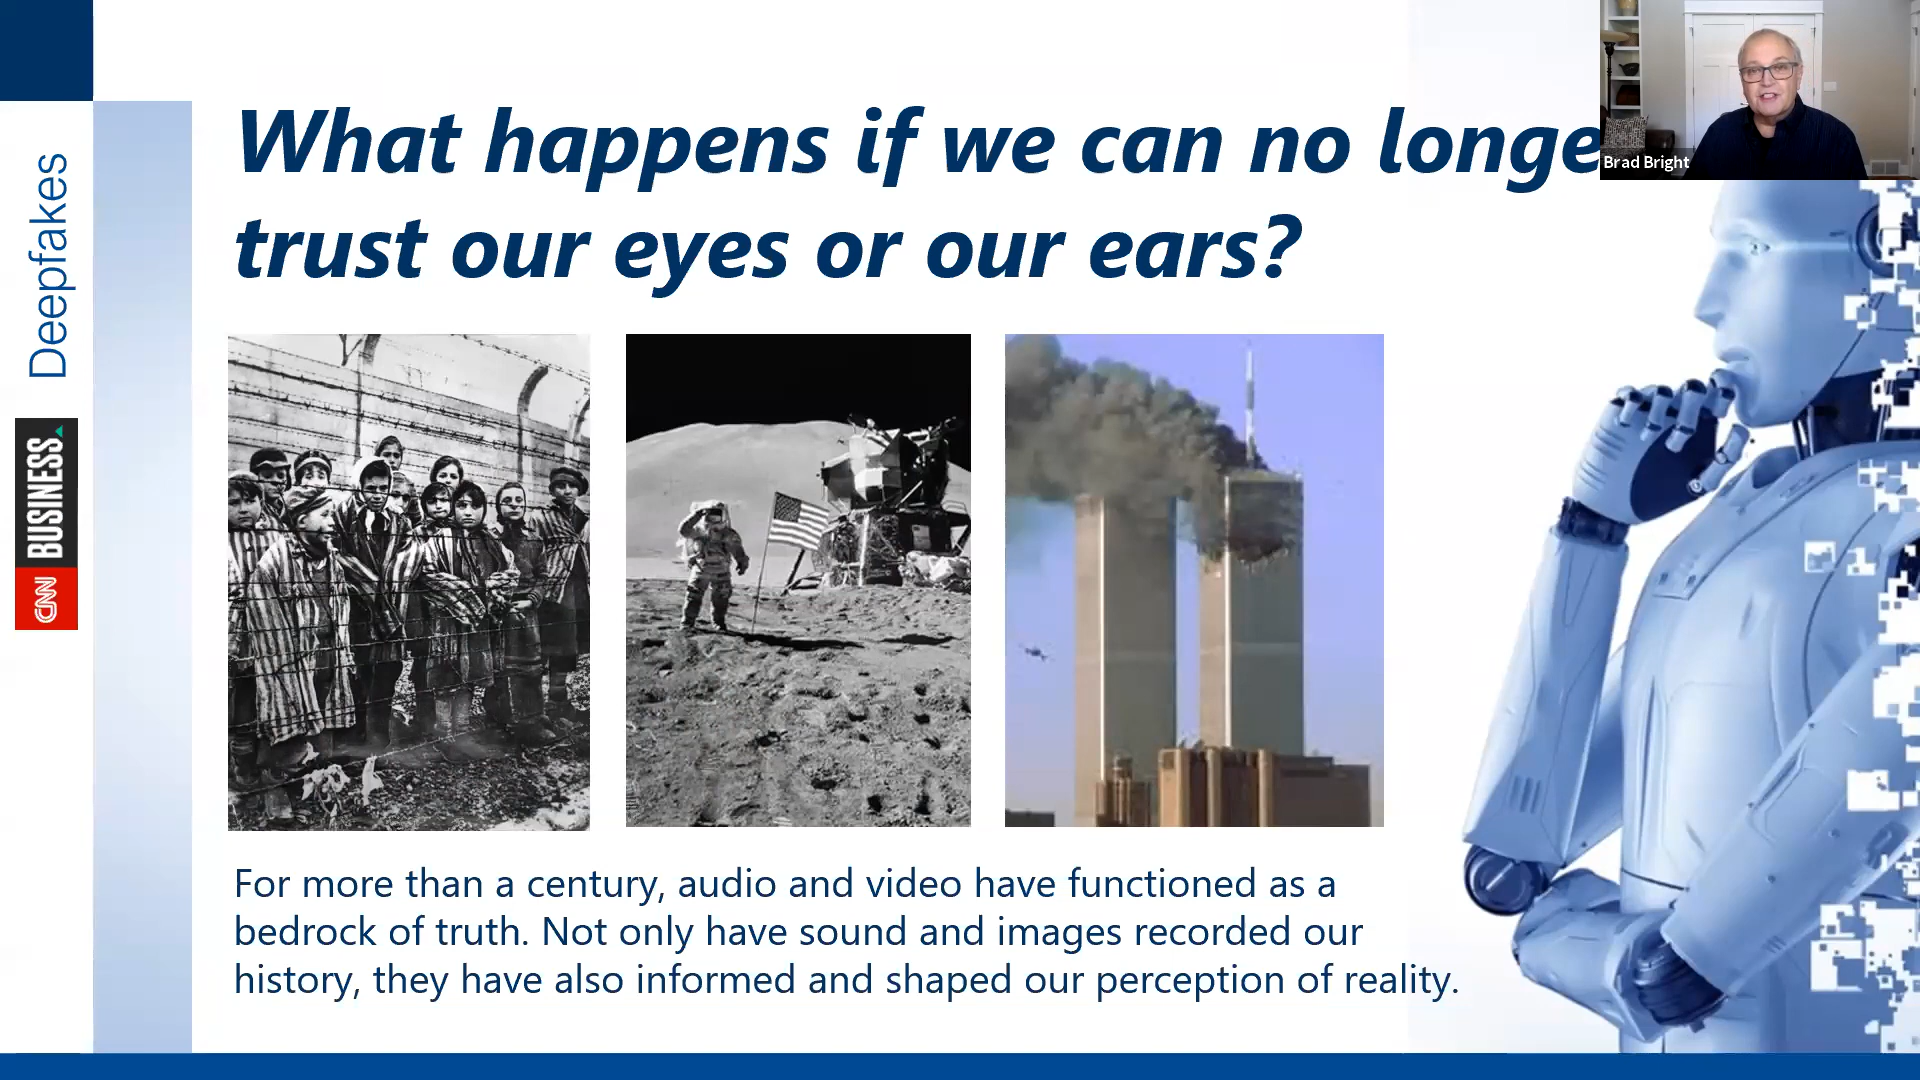 What happens if we can no longe
trust our eyes or our ears?
Brad Bright
Deepfakes
CNN BUSINESS
For more than a century, audio and video have functioned as a
bedrock of truth. Not only have sound and images recorded our
history, they have also informed and shaped our perception of reality.